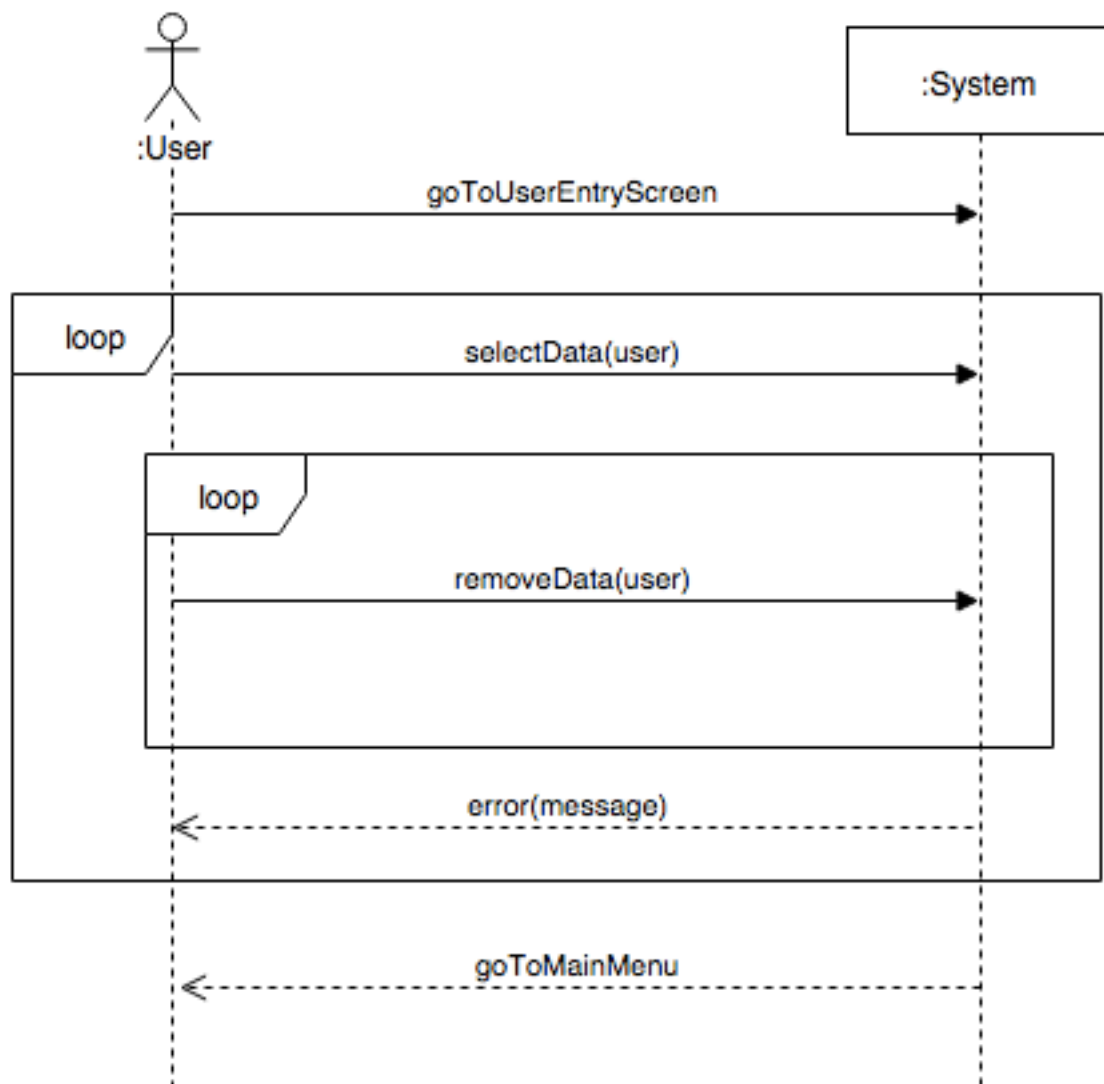 :User
:System
goToUserEntryScreen
loop
selectData(user)
loop
removeData(user)
error(message)
goToMainMenu